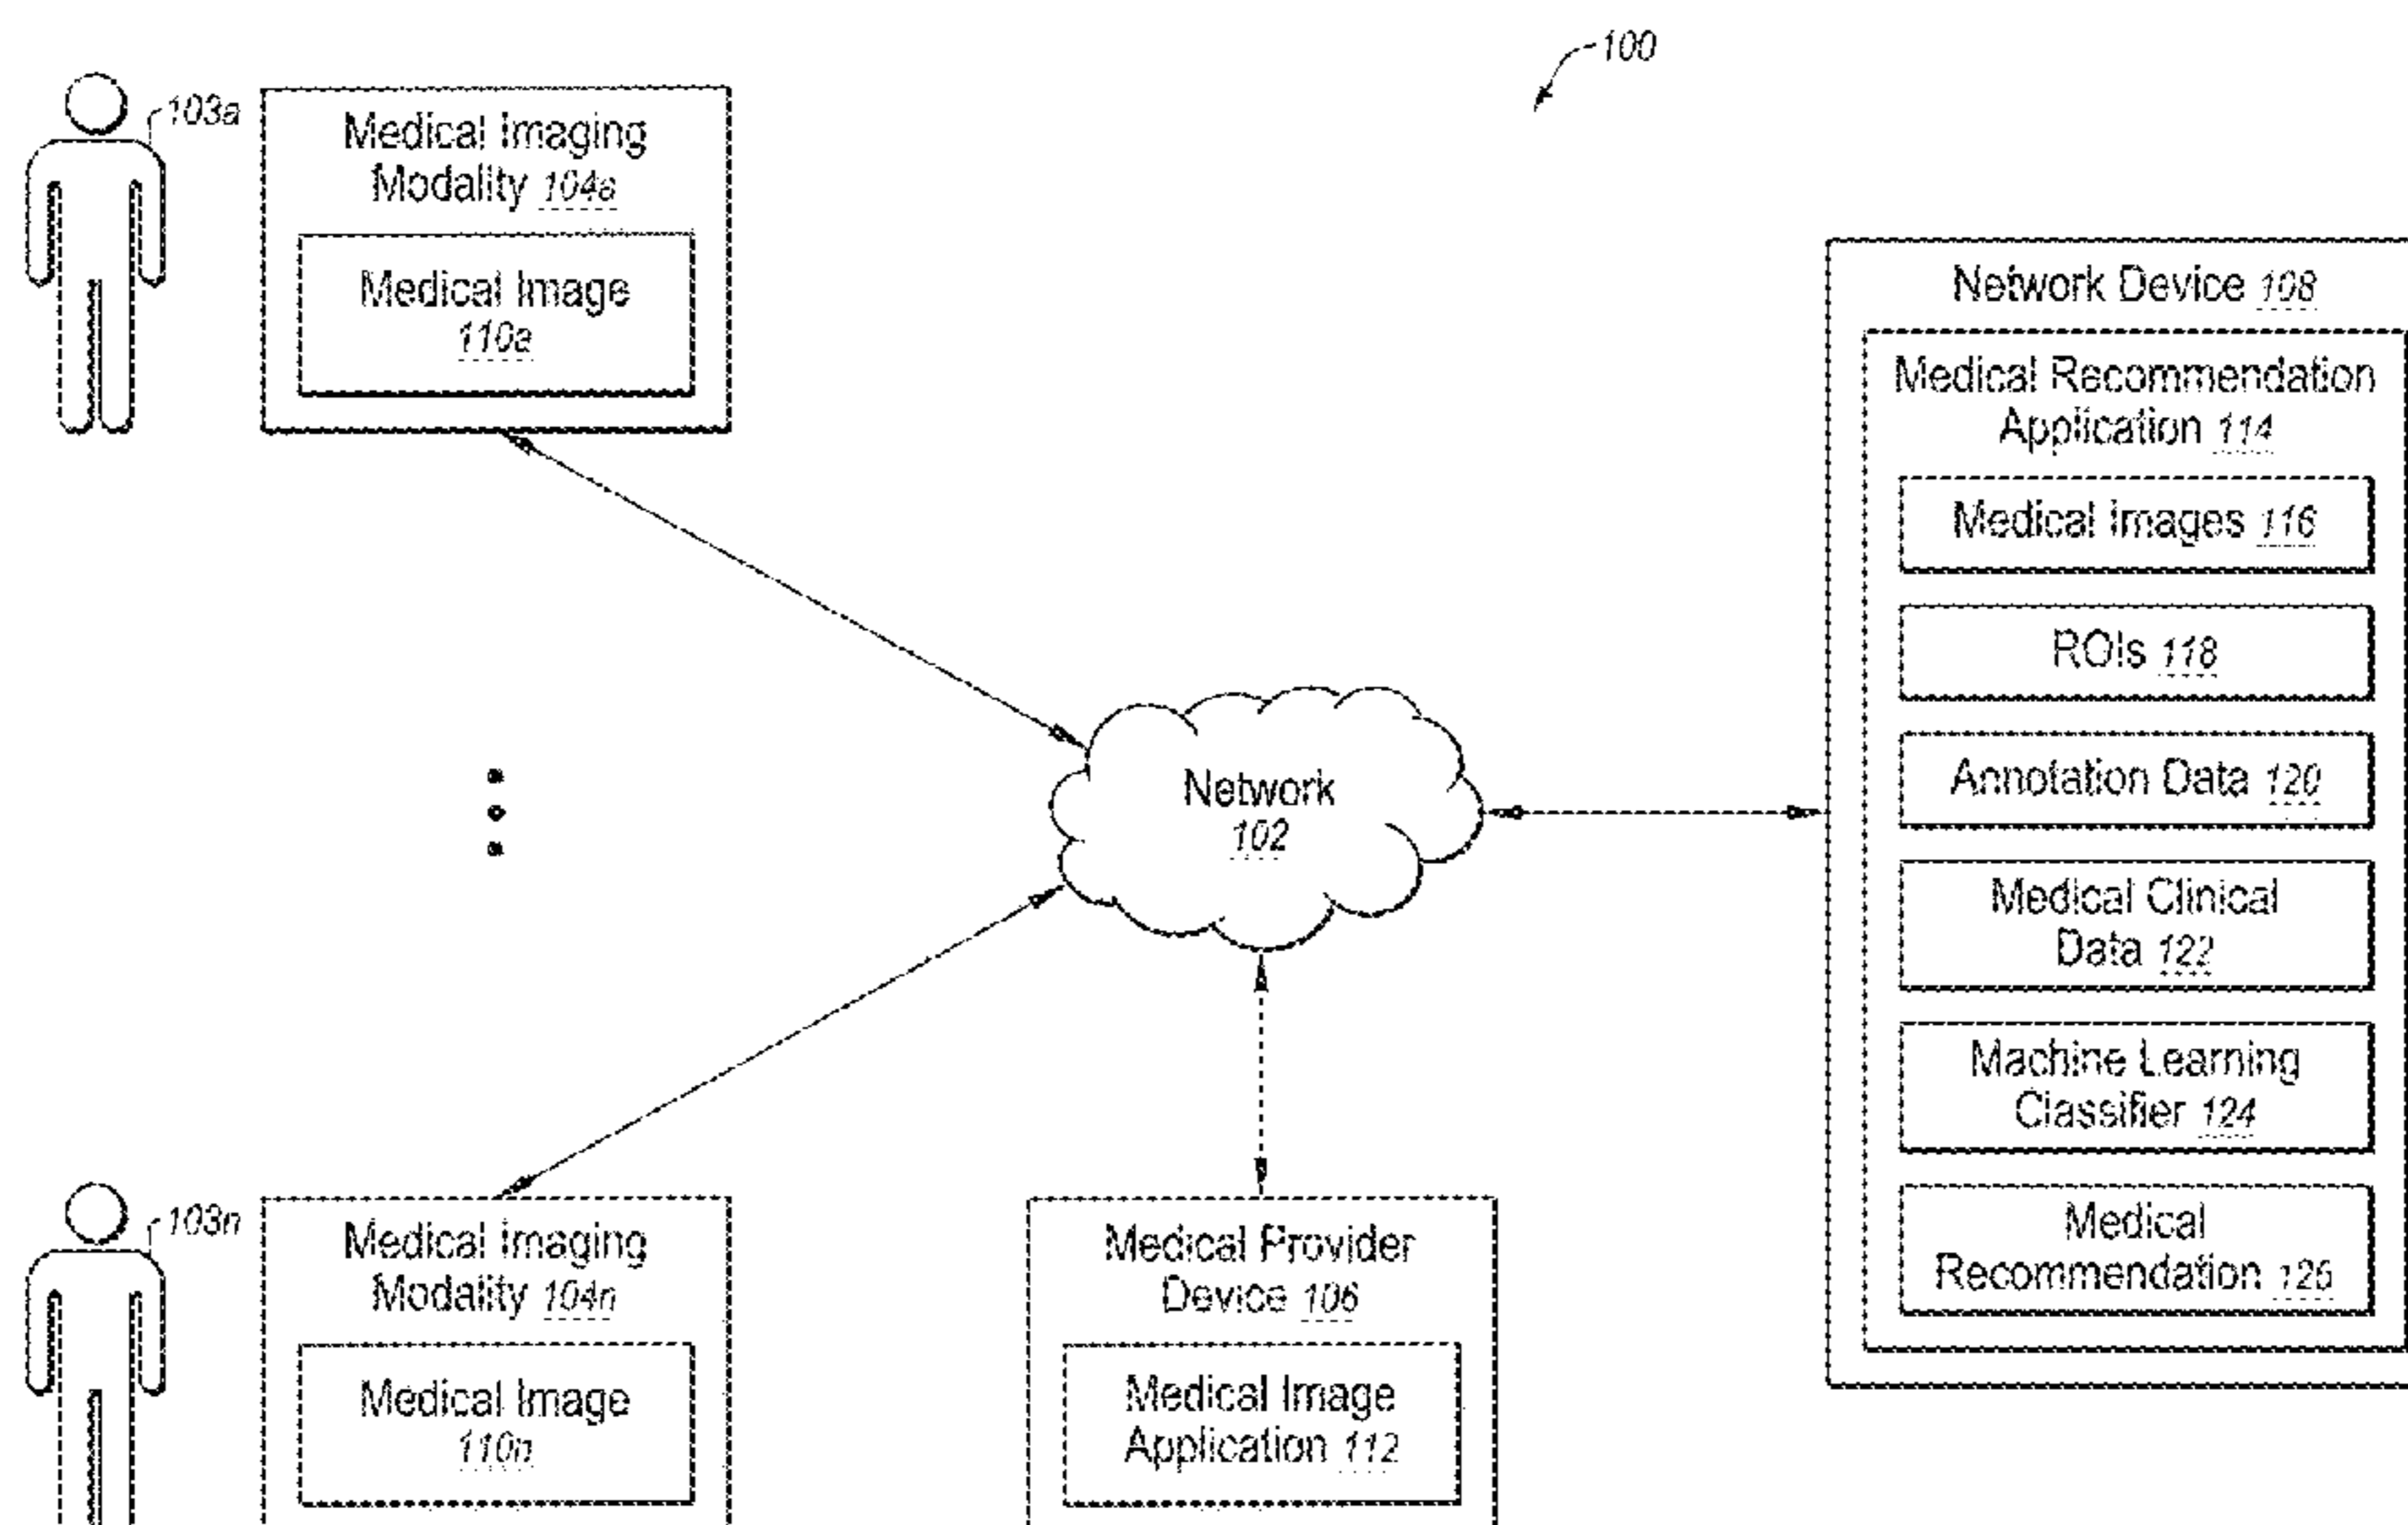 100
103a
Medical Imaging
Modality 104a
Medical Image
110a
Network Device 108
Medical Recommendation
Application 114
Medical Images 116
ROIs 118
Annotation Data 120
Medical Clinical
Data 122
Machine Learning
Classifier 124
Medical
Recommendation 126
Network
102
103n
Medical Imaging
Modality 104n
Medical Image
110n
Medical Provider
Device 106
Medical Image
Application 112